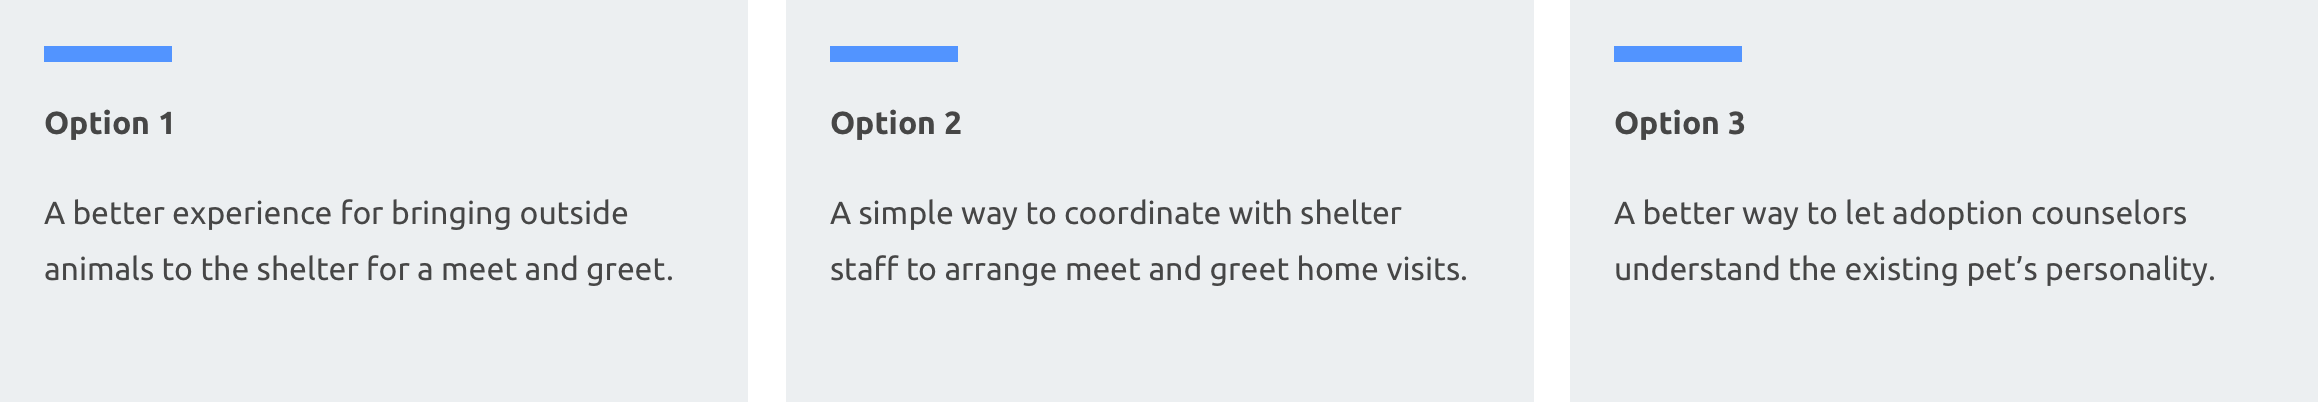 Option 1
A better experience for bringing outside
animals to the shelter for a meet and greet.
Option 2
A simple way to coordinate with shelter
staff to arrange meet and greet home visits.
Option 3
A better way to let adoption counselors
understand the existing pet’s personality.